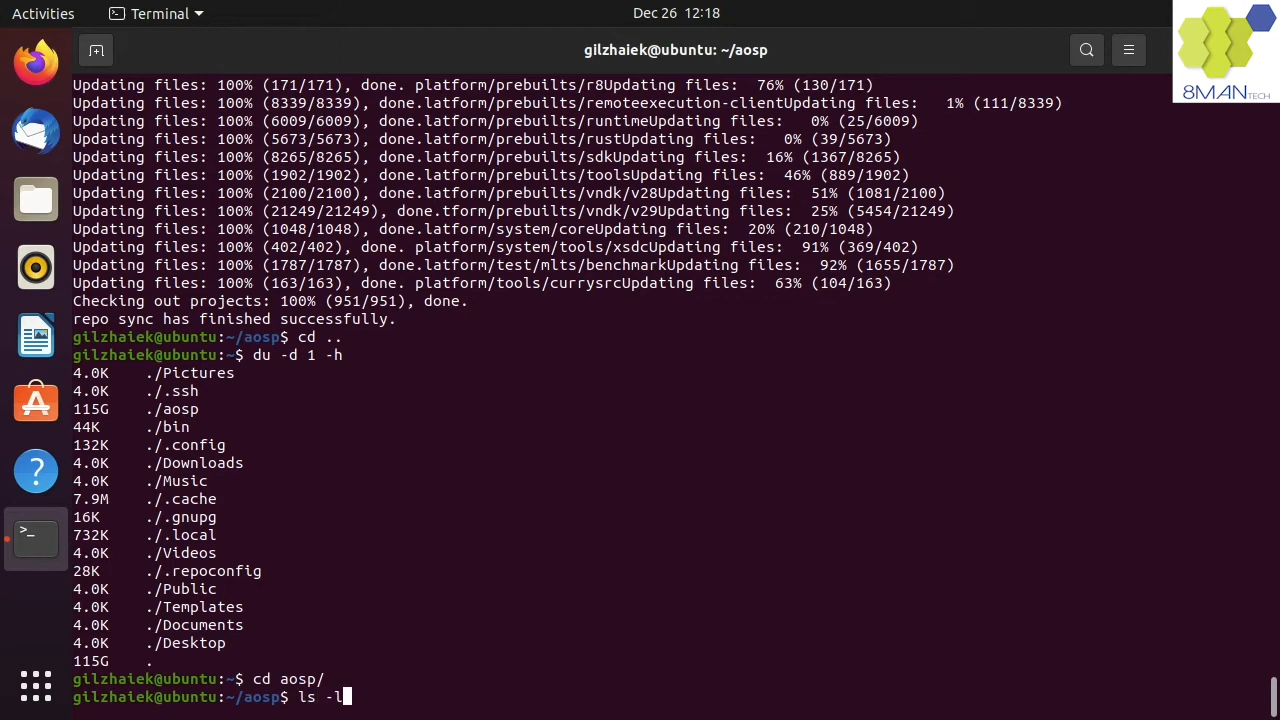 Activities
Terminal
Dec 26 12:18
gilzhaiek@ubuntu: ~/aosp
8MANTECH
Updating files: 100% (171/171), done. platform/prebuilts/r8Updating files:  76% (130/171)
Updating files: 100% (8339/8339), done.latform/prebuilts/remoteexecution-clientUpdating files:   1% (111/8339)
Updating files: 100% (6009/6009), done.latform/prebuilts/runtimeUpdating files:   0% (25/6009)
Updating files: 100% (5673/5673), done.latform/prebuilts/rustUpdating files:   0% (39/5673)
Updating files: 100% (8265/8265), done.latform/prebuilts/sdkUpdating files:  16% (1367/8265)
Updating files: 100% (1902/1902), done.latform/prebuilts/toolsUpdating files:  46% (889/1902)
Updating files: 100% (2100/2100), done.latform/prebuilts/vndk/v28Updating files:  51% (1081/2100)
Updating files: 100% (21249/21249), done.tform/prebuilts/vndk/v29Updating files:  25% (5454/21249)
Updating files: 100% (1048/1048), done.latform/system/coreUpdating files:  20% (210/1048)
Updating files: 100% (402/402), done. platform/system/tools/xsdcUpdating files:  91% (369/402)
Updating files: 100% (1787/1787), done.latform/test/mlts/benchmarkUpdating files:  92% (1655/1787)
Updating files: 100% (163/163), done. platform/tools/currysrcUpdating files:  63% (104/163)
Checking out projects: 100% (951/951), done.
repo sync has finished successfully.
gilzhaiek@ubuntu:~/aosp$ cd ..
gilzhaiek@ubuntu:~$ du -d 1 -h
4.0K    ./Pictures
4.0K    ./.ssh
115G    ./aosp
44K     ./bin
132K    ./.config
4.0K    ./Downloads
4.0K    ./Music
7.9M    ./.cache
16K     ./.gnupg
732K    ./.local
4.0K    ./Videos
28K     ./.repoconfig
4.0K    ./Public
4.0K    ./Templates
4.0K    ./Documents
4.0K    ./Desktop
115G    .
gilzhaiek@ubuntu:~$ cd aosp/
gilzhaiek@ubuntu:~/aosp$ ls -l